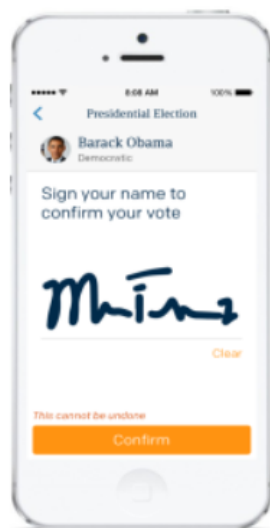 8:08 AM 100%
Presidential Election
Barack Obama
Democratic
Sign your name to
confirm your vote
Clear
This cannot be undone
Confirm